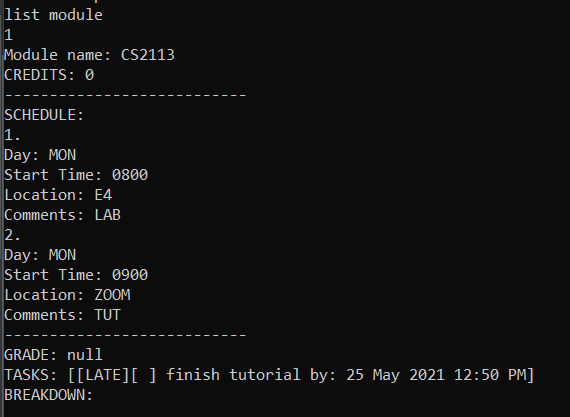 list module
1
Module name: CS2113
CREDITS: 0
---------------------------
SCHEDULE:
1.
Day: MON
Start Time: 0800
Location: E4
Comments: LAB
2.
Day: MON
Start Time: 0900
Location: ZOOM
Comments: TUT
---------------------------
GRADE: null
TASKS: [[LATE][ ] finish tutorial by: 25 May 2021 12:50 PM]
BREAKDOWN: